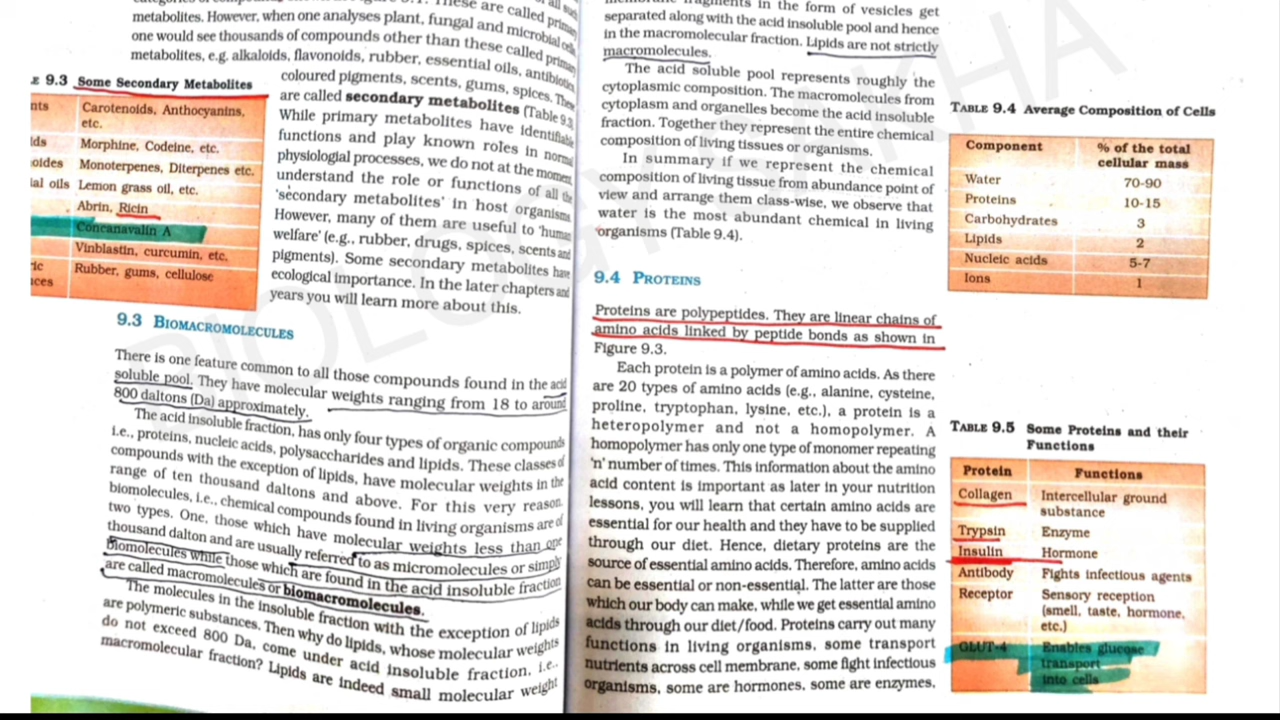 These are called
metabolites. However, when one analyses plant, fungal and microbial cells,
one would see thousands of compounds other than these called primary
metabolites, e.g. alkaloids, flavonoids, rubber, essential oils, antibiotics,
coloured pigments, scents, gums, spices. These
are called secondary metabolites (Table 9.3).
While primary metabolites have identifiable
functions and play known roles in normal
physiologial processes, we do not at the moment,
understand the role or functions of all the
'secondary metabolites' in host organisms.
However, many of them are useful to 'human
welfare' (e.g., rubber, drugs, spices, scents and
pigments). Some secondary metabolites have
ecological importance. In the later chapters and
years you will learn more about this.
9.3 Some Secondary Metabolites
nts Carotenoids, Anthocyanins,
etc.
ids Morphine, Codeine, etc.
oides Monoterpenes, Diterpenes etc.
ial oils Lemon grass oil, etc.
Abrin, Ricin
Concanavalin A
Vinblastin, curcumin, etc.
ric Rubber, gums, cellulose
nces
9.3 BIOMACROMOLECULES
There is one feature common to all those compounds found in the acid
soluble pool. They have molecular weights ranging from 18 to around
800 daltons (Da) approximately.
The acid insoluble fraction, has only four types of organic compounds
i.e., proteins, nucleic acids, polysaccharides and lipids. These classes of
compounds with the exception of lipids, have molecular weights in the
range of ten thousand daltons and above. For this very reason,
biomolecules, i.e., chemical compounds found in living organisms are of
two types. One, those which have molecular weights less than one
thousand dalton and are usually referred to as micromolecules or simply
biomolecules while those which are found in the acid insoluble fraction
are called macromolecules or biomacromolecules.
The molecules in the insoluble fraction with the exception of lipids
are polymeric substances. Then why do lipids, whose molecular weights
do not exceed 800 Da, come under acid insoluble fraction, i.e.,
macromolecular fraction? Lipids are indeed small molecular weight
fragments in the form of vesicles get
separated along with the acid insoluble pool and hence
in the macromolecular fraction. Lipids are not strictly
macromolecules.
The acid soluble pool represents roughly the
cytoplasmic composition. The macromolecules from
cytoplasm and organelles become the acid insoluble
fraction. Together they represent the entire chemical
composition of living tissues or organisms.
In summary if we represent the chemical
composition of living tissue from abundance point of
view and arrange them class-wise, we observe that
water is the most abundant chemical in living
organisms (Table 9.4).
9.4 PROTEINS
Proteins are polypeptides. They are linear chains of
amino acids linked by peptide bonds as shown in
Figure 9.3.
Each protein is a polymer of amino acids. As there
are 20 types of amino acids (e.g., alanine, cysteine,
proline, tryptophan, lysine, etc.), a protein is a
heteropolymer and not a homopolymer. A
homopolymer has only one type of monomer repeating
'n' number of times. This information about the amino
acid content is important as later in your nutrition
lessons, you will learn that certain amino acids are
essential for our health and they have to be supplied
through our diet. Hence, dietary proteins are the
source of essential amino acids. Therefore, amino acids
can be essential or non-essential. The latter are those
which our body can make, while we get essential amino
acids through our diet/food. Proteins carry out many
functions in living organisms, some transport
nutrients across cell membrane, some fight infectious
organisms, some are hormones, some are enzymes,
TABLE 9.4 Average Composition of Cells
Component % of the total
cellular mass
Water 70-90
Proteins 10-15
Carbohydrates 3
Lipids 2
Nucleic acids 5-7
Ions 1
TABLE 9.5 Some Proteins and their
Functions
Protein Functions
Collagen Intercellular ground
substance
Trypsin Enzyme
Insulin Hormone
Antibody Fights infectious agents
Receptor Sensory reception
(smell, taste, hormone,
etc.)
GLUT-4 Enables glucose
transport
into cells
BIOLOGY SAKHA